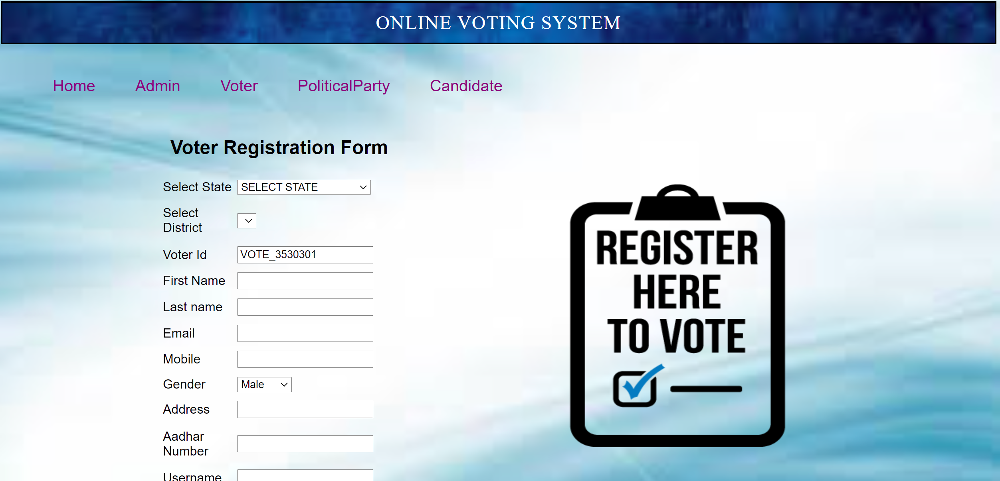 ONLINE VOTING SYSTEM
Home Admin Voter PoliticalParty Candidate
Voter Registration Form
Select State SELECT STATE
Select
District
Voter Id VOTE_3530301
First Name
Last name
Email
Mobile
Gender Male
Address
Aadhar
Number
Username
REGISTER
HERE
TO VOTE